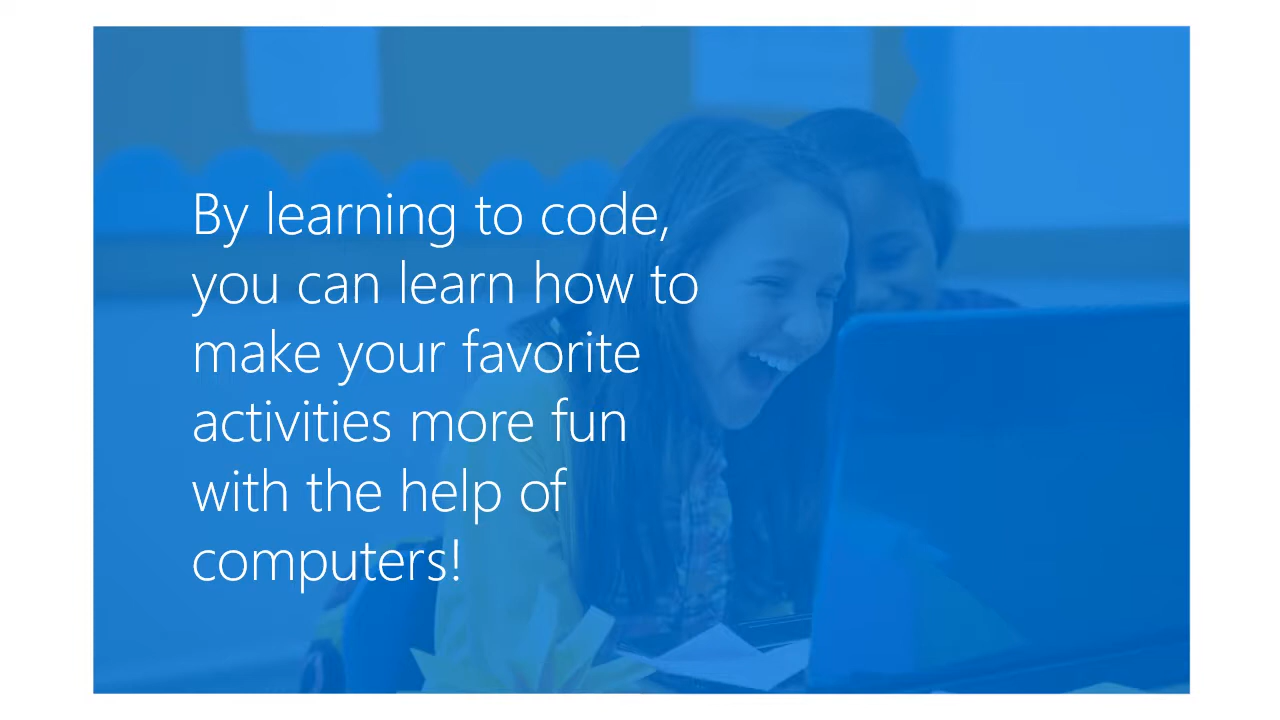 By learning to code,
you can learn how to
make your favorite
activities more fun
with the help of
computers!